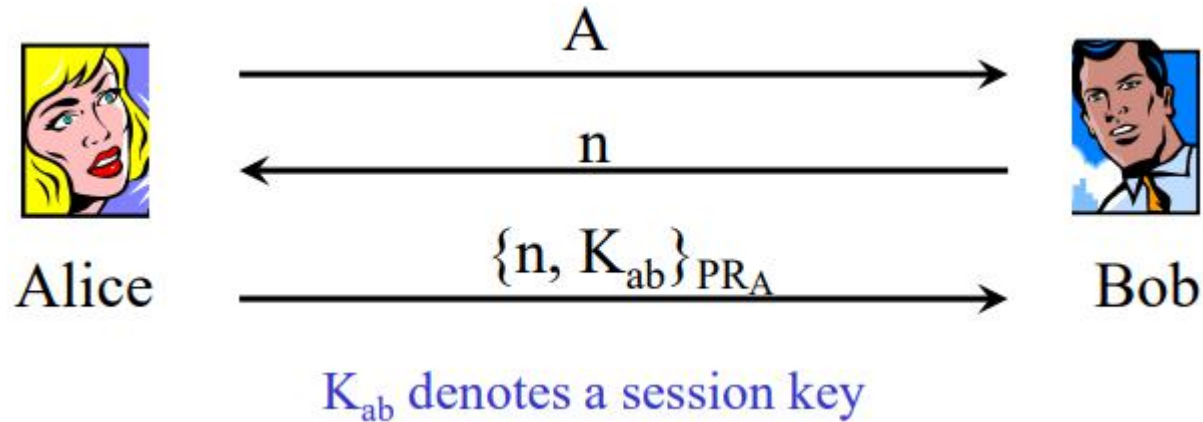 A
n
{n, K_ab}_PR_A
Alice
Bob
K_ab denotes a session key